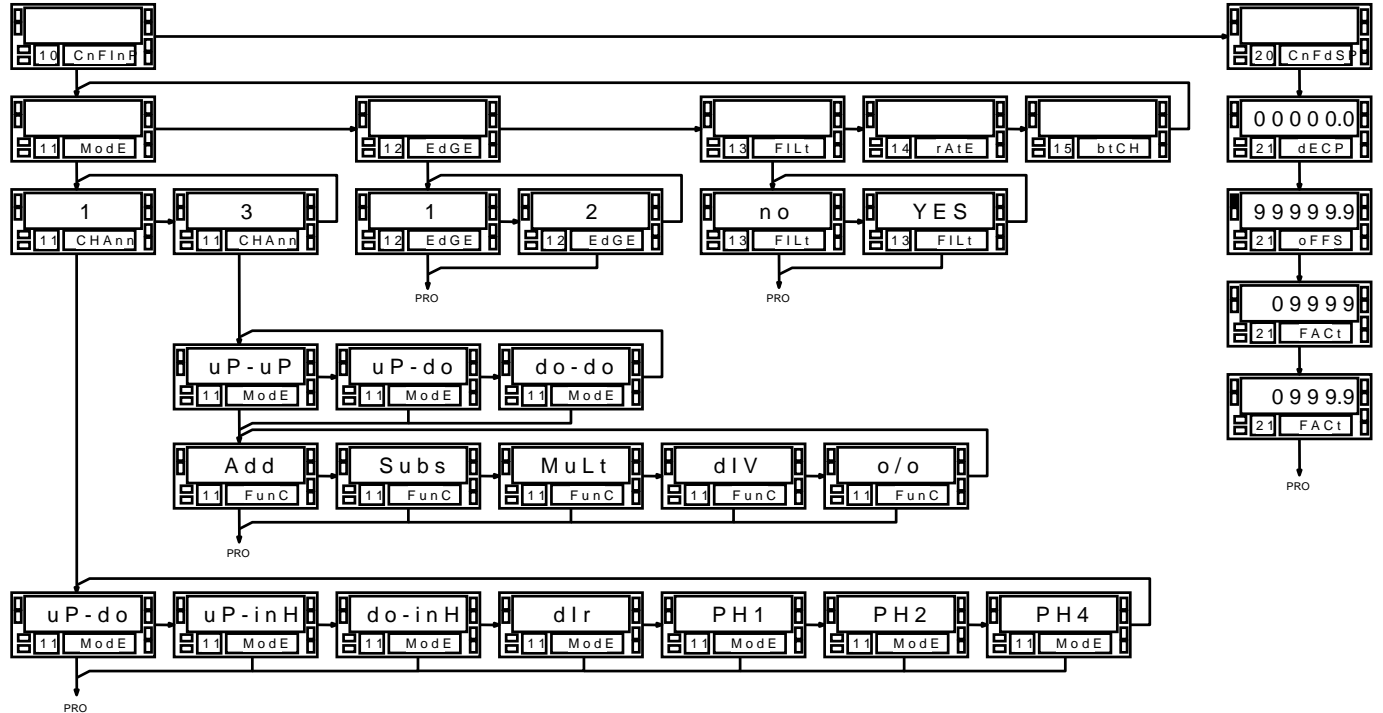 10 CnFInP
20 CnFdSP
11 ModE
12 EdGE
13 FILt
14 rAtE
15 btCH
00000.0
21 dECP
1
11 CHAnn
3
11 CHAnn
1
12 EdGE
2
12 EdGE
no
13 FILt
YES
13 FILt
99999.9
21 oFFS
PRO
PRO
09999
21 FACt
uP-uP
11 ModE
uP-do
11 ModE
do-do
11 ModE
0999.9
21 FACt
Add
11 FunC
Subs
11 FunC
MuLt
11 FunC
dIV
11 FunC
o/o
11 FunC
PRO
PRO
uP-do
11 ModE
uP-inH
11 ModE
do-inH
11 ModE
dIr
11 ModE
PH1
11 ModE
PH2
11 ModE
PH4
11 ModE
PRO